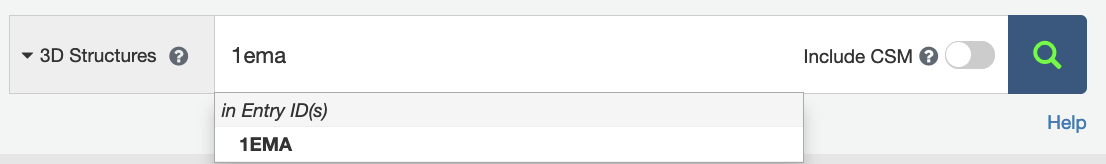 3D Structures ? 1ema Include CSM ?
in Entry ID(s)
Help
1EMA